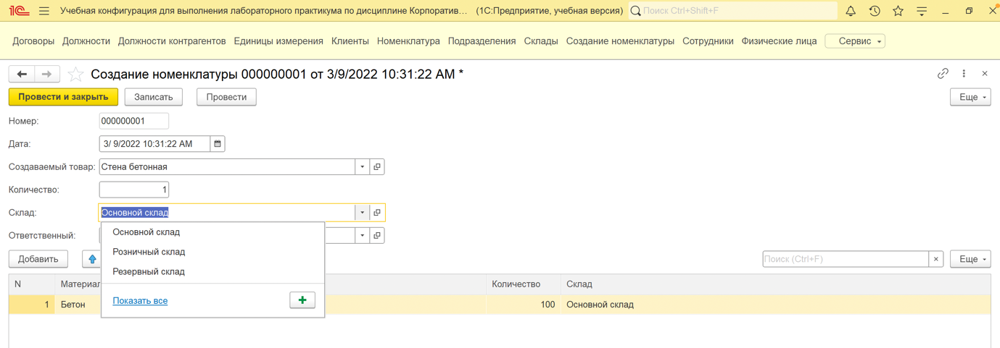 1С Учебная конфигурация для выполнения лабораторного практикума по дисциплине Корпоратив... (1С:Предприятие, учебная версия) Поиск Ctrl+Shift+F
Договоры Должности Должности контрагентов Единицы измерения Клиенты Номенклатура Подразделения Склады Создание номенклатуры Сотрудники Физические лица Сервис
Создание номенклатуры 000000001 от 3/9/2022 10:31:22 AM *
Провести и закрыть Записать Провести Еще
Номер: 000000001
Дата: 3/ 9/2022 10:31:22 AM
Создаваемый товар: Стена бетонная
Количество: 1
Склад: Основной склад
Основной склад
Розничный склад
Резервный склад
Показать все
Ответственный:
Добавить Поиск (Ctrl+F) Еще
N Материал Количество Склад
1 Бетон 100 Основной склад